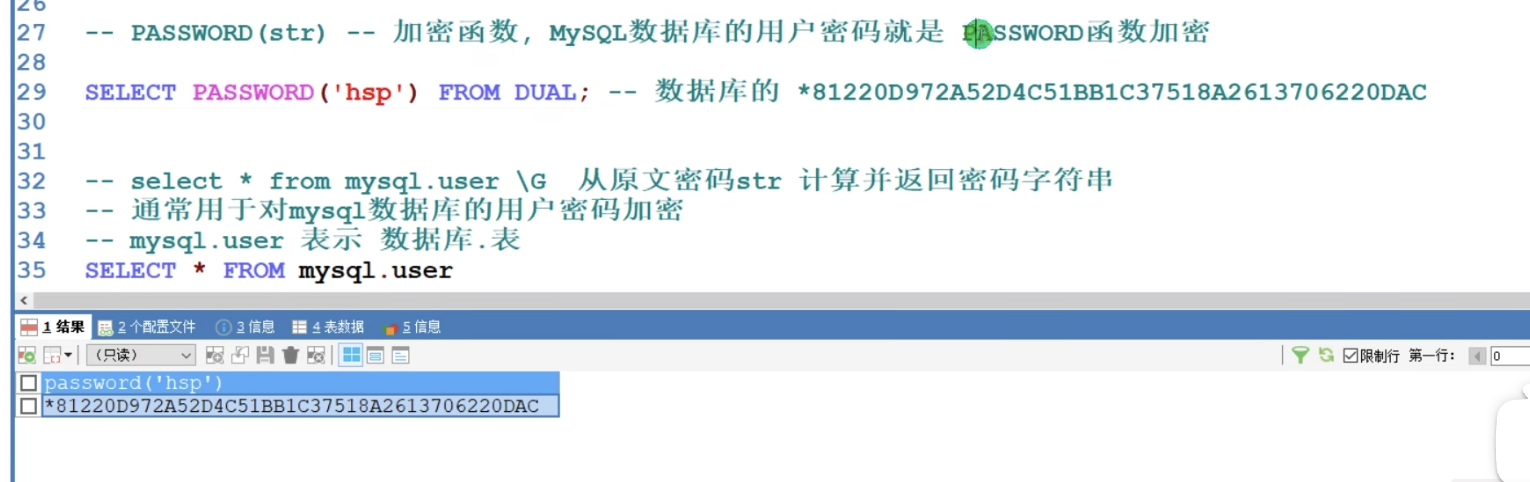 26
27 -- PASSWORD(str) -- 加密函数, MySQL数据库的用户密码就是 PASSWORD函数加密
28
29 SELECT PASSWORD('hsp') FROM DUAL; -- 数据库的 *81220D972A52D4C51BB1C37518A2613706220DAC
30
31
32 -- select * from mysql.user \G 从原文密码str 计算并返回密码字符串
33 -- 通常用于对mysql数据库的用户密码加密
34 -- mysql.user 表示 数据库.表
35 SELECT * FROM mysql.user
1 结果 2 个配置文件 3 信息 4 表数据 5 信息
（只读） 限制行 第一行: 0
password('hsp')
*81220D972A52D4C51BB1C37518A2613706220DAC